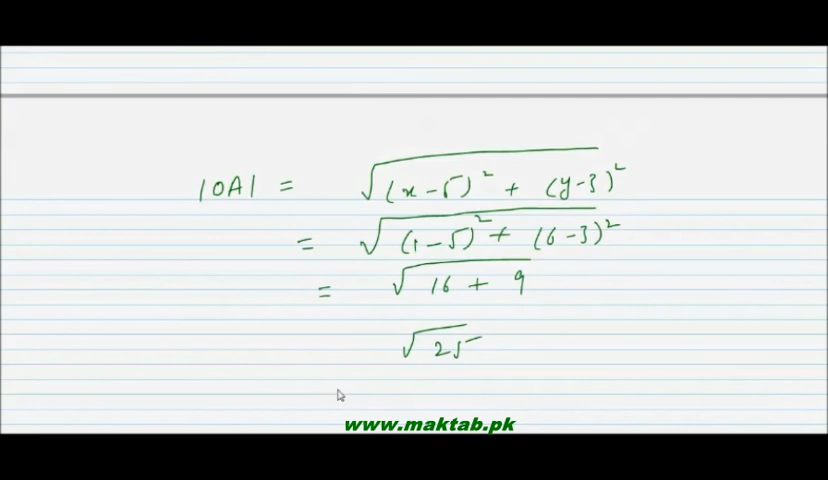 |OA| = √(x-5)² + (y-3)²
= √(1-5)² + (6-3)²
= √16 + 9
√25
www.maktab.pk